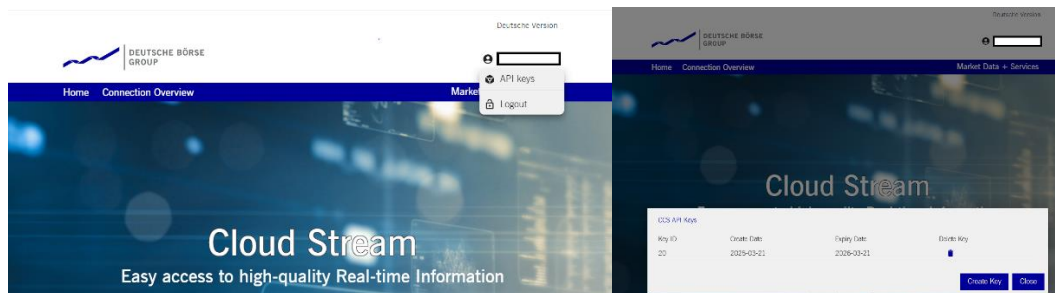 Deutsche Version
DEUTSCHE BÖRSE
GROUP
API keys
Home Connection Overview Market
Logout
Cloud Stream
Easy access to high-quality Real-time Information
Deutsche Version
DEUTSCHE BÖRSE
GROUP
Home Connection Overview Market Data + Services
Cloud Stream
CCS API Keys
Key ID Create Date Expiry Date Delete Key
20 2025-03-21 2026-03-21
Create Key Close